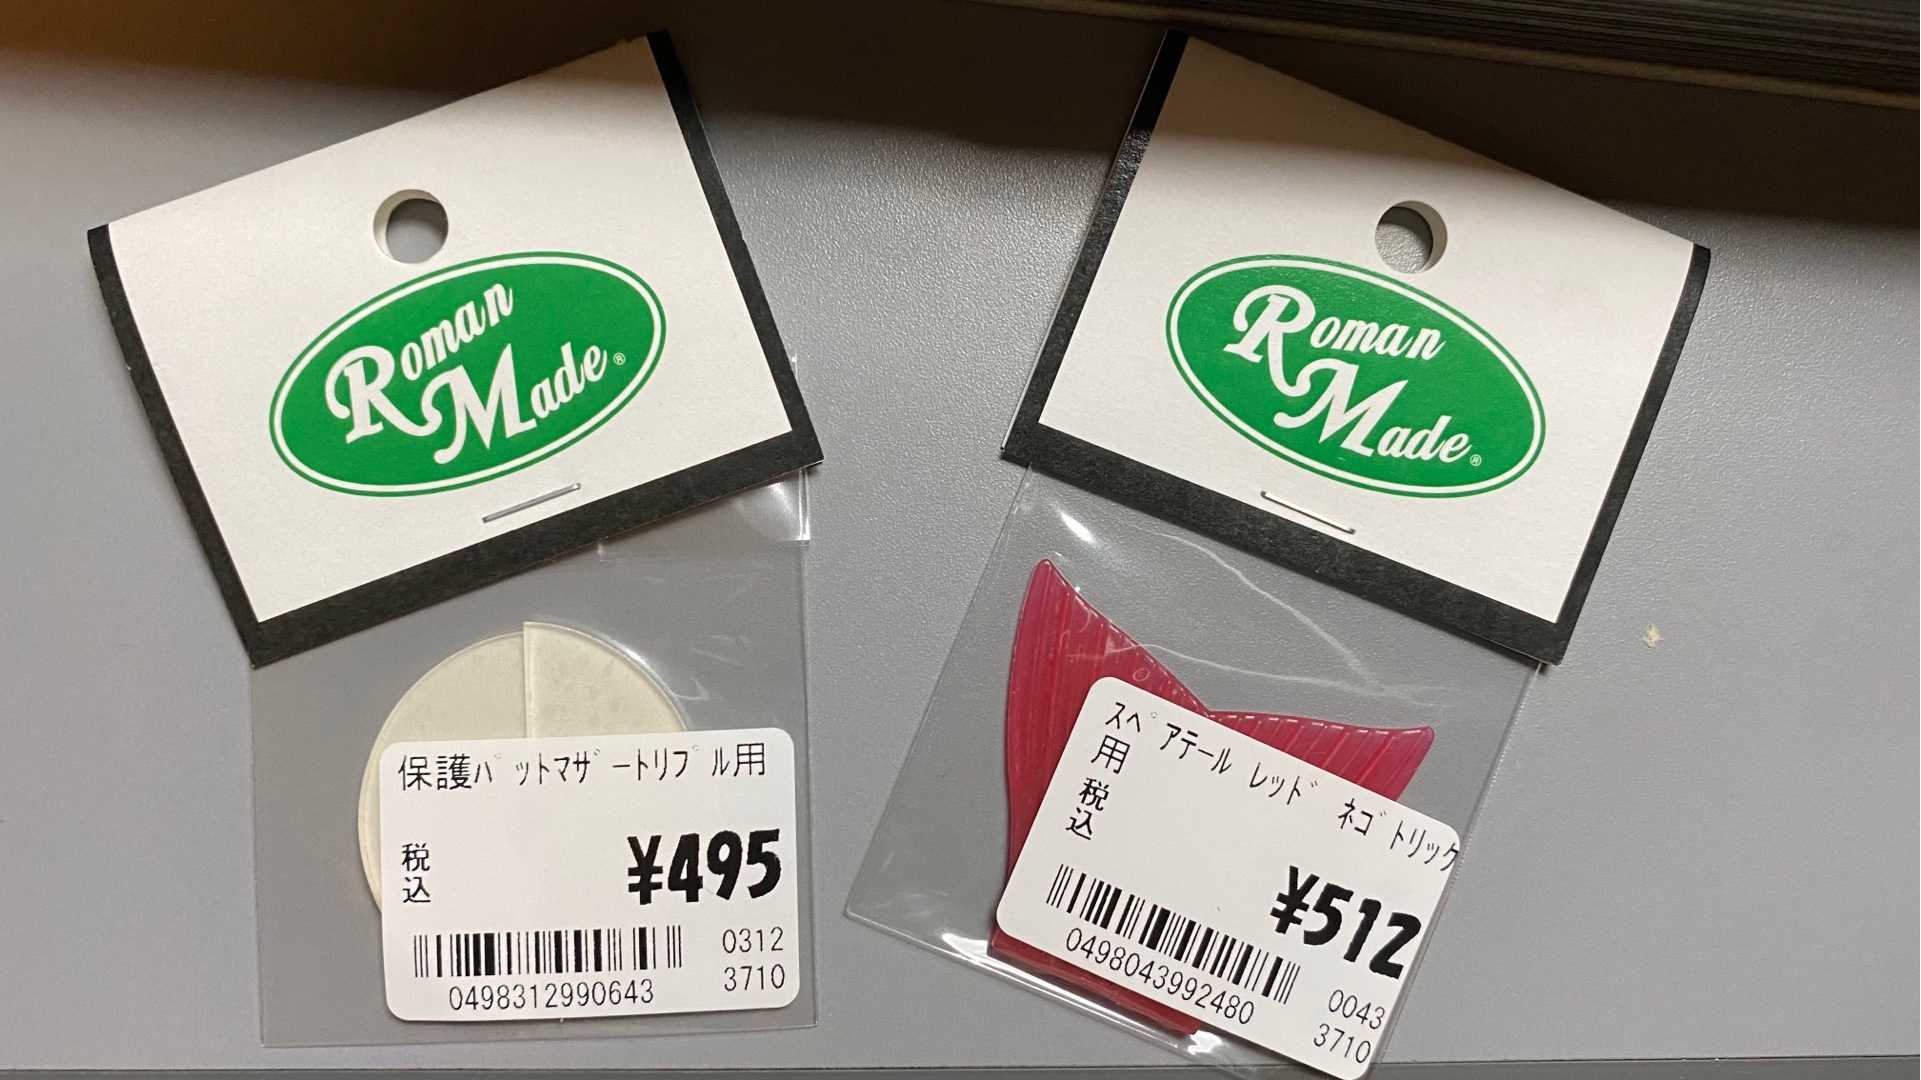 Roman
Made®
保護ﾊﾟｯﾄﾏｻﾞｰﾄﾘﾌﾟﾙ用
税込
¥495
0312
3710
0498312990643
Roman
Made®
ｽﾍﾟｱﾃｰﾙ ﾚｯﾄﾞ ﾈｺﾞﾄﾘｯｸ
用
税込
¥512
0043
3710
0498043992480